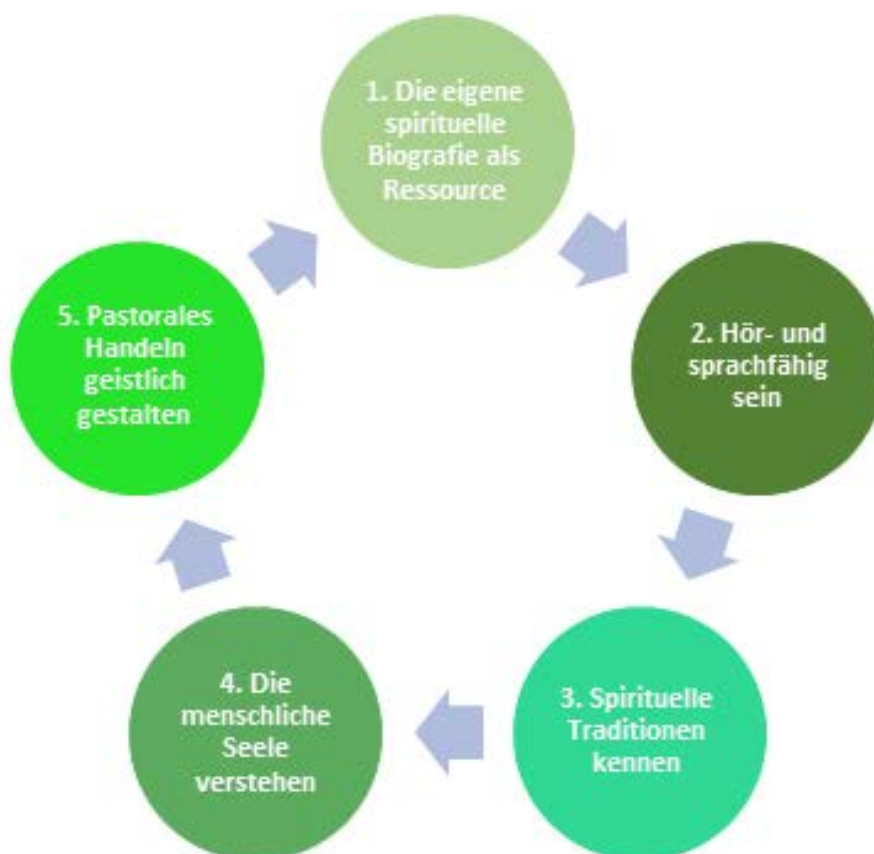 1. Die eigene
spirituelle
Biografie als
Ressource
2. Hör- und
sprachfähig
sein
3. Spirituelle
Traditionen
kennen
4. Die
menschliche
Seele
verstehen
5. Pastorales
Handeln
geistlich
gestalten